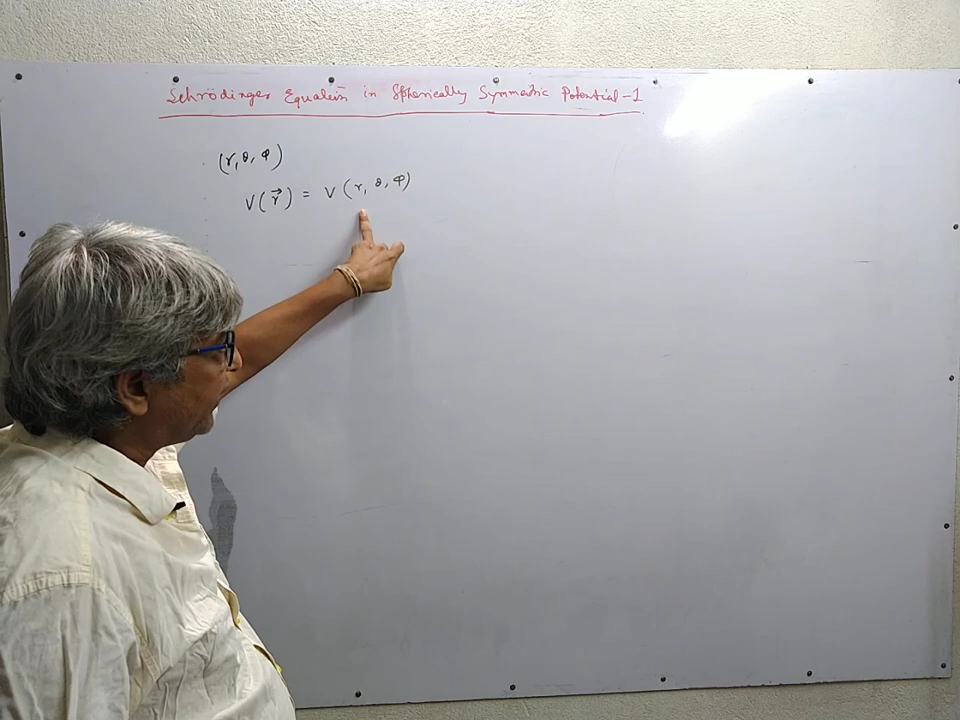 Schrödinger Equation in Spherically Symmetric Potential-1
(r, θ, φ)
V(r⃗) = V(r, θ, φ)